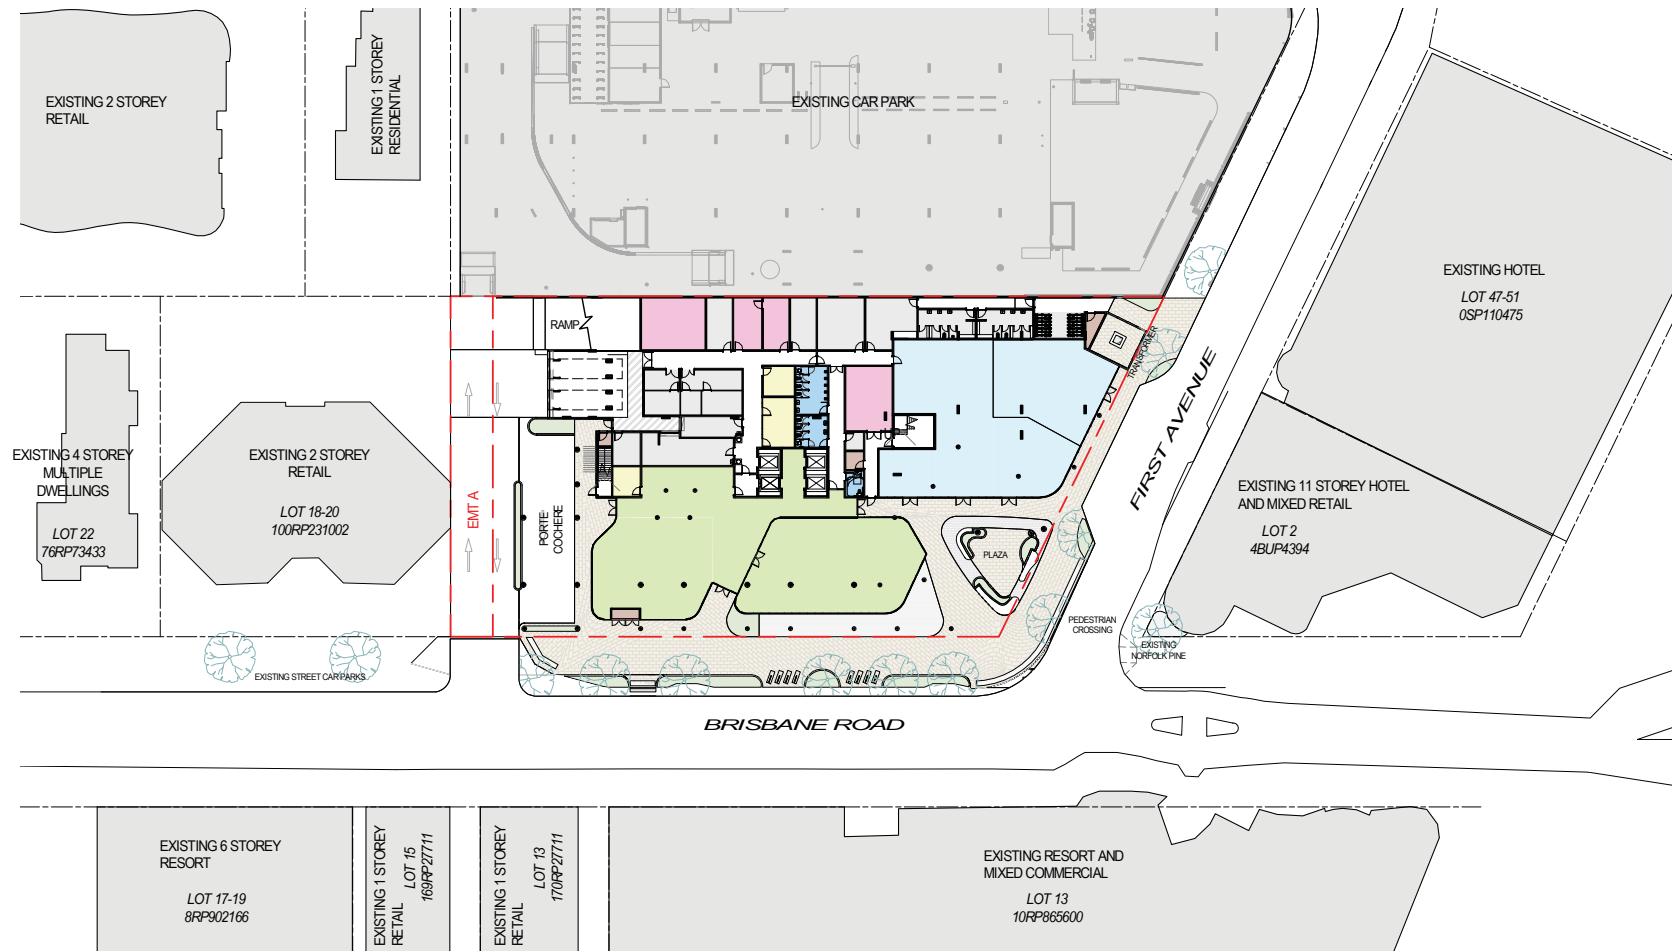 EXISTING 2 STOREY
RETAIL
EXISTING 1 STOREY
RESIDENTIAL
EXISTING CAR PARK
EXISTING HOTEL
LOT 47-51
0SP110475
RAMP
TRANSFORMER
FIRST AVENUE
EXISTING 4 STOREY
MULTIPLE
DWELLINGS
LOT 22
76RP73433
EXISTING 2 STOREY
RETAIL
LOT 18-20
100RP231002
EMT A
PORTE-
COCHERE
PLAZA
EXISTING 11 STOREY HOTEL
AND MIXED RETAIL
LOT 2
4BUP4394
PEDESTRIAN
CROSSING
EXISTING
NORFOLK PINE
EXISTING STREET CAR PARKS
BRISBANE ROAD
EXISTING 6 STOREY
RESORT
LOT 17-19
8RP902166
EXISTING 1 STOREY
RETAIL
LOT 15
169RP27711
EXISTING 1 STOREY
RETAIL
LOT 13
170RP27711
EXISTING RESORT AND
MIXED COMMERCIAL
LOT 13
10RP865600